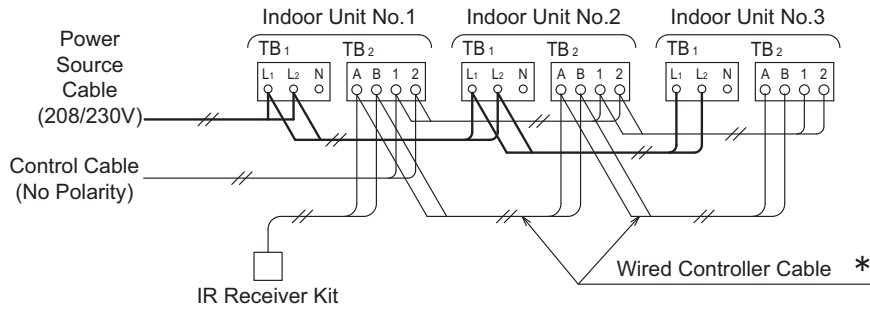 Indoor Unit No.1 Indoor Unit No.2 Indoor Unit No.3
TB1 TB2 TB1 TB2 TB1 TB2
L1 L2 N A B 1 2 L1 L2 N A B 1 2 L1 L2 N A B 1 2
Power
Source
Cable
(208/230V)
Control Cable
(No Polarity)
IR Receiver Kit
Wired Controller Cable *